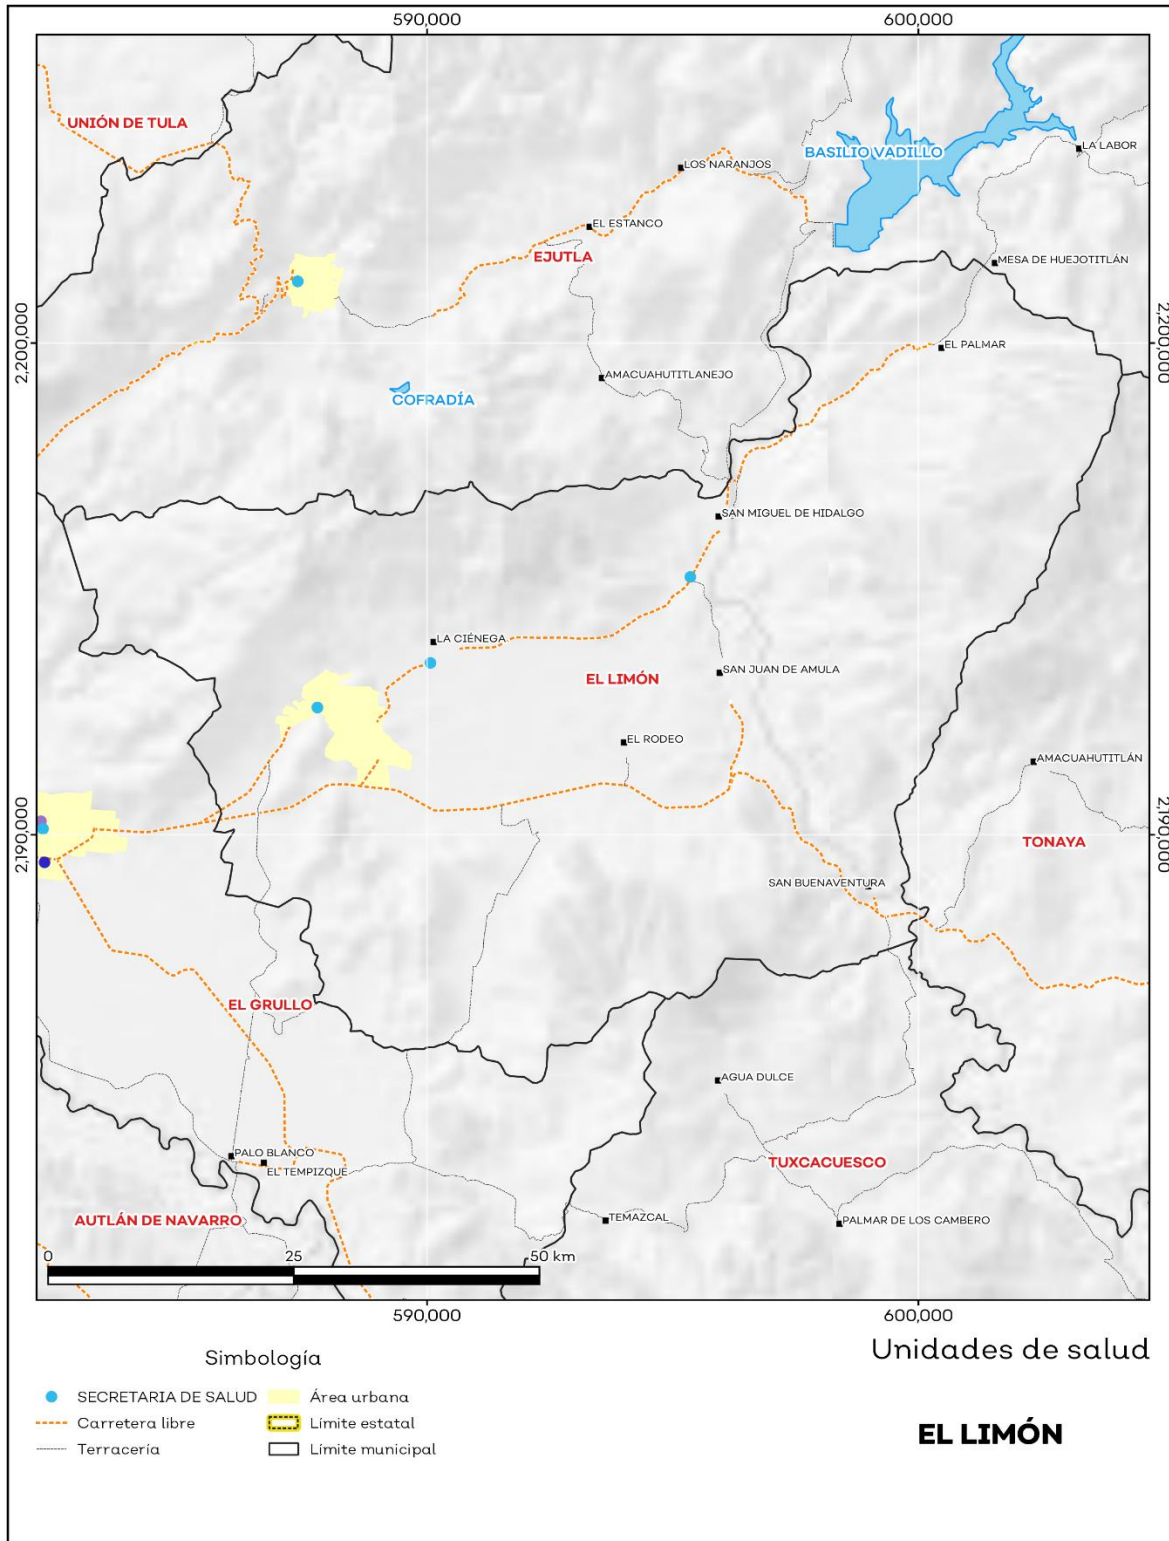 590,000
600,000
UNIÓN DE TULA
BASILIO VADILLO
LA LABOR
LOS NARANJOS
EL ESTANCO
EJUTLA
MESA DE HUEJOTITLÁN
2,200,000
2,200,000
EL PALMAR
AMACUAHUTITLANEJO
COFRADÍA
SAN MIGUEL DE HIDALGO
LA CIÉNEGA
EL LIMÓN
SAN JUAN DE AMULA
EL RODEO
AMACUAHUTITLÁN
2,190,000
2,190,000
TONAYA
SAN BUENAVENTURA
EL GRULLO
AGUA DULCE
PALO BLANCO
EL TEMPIZQUE
TUXCACUESCO
AUTLÁN DE NAVARRO
TEMAZCAL
PALMAR DE LOS CAMBERO
0 25 50 km
590,000
600,000
Simbología
Unidades de salud
SECRETARIA DE SALUD
Área urbana
Carretera libre
Límite estatal
Terracería
Límite municipal
EL LIMÓN